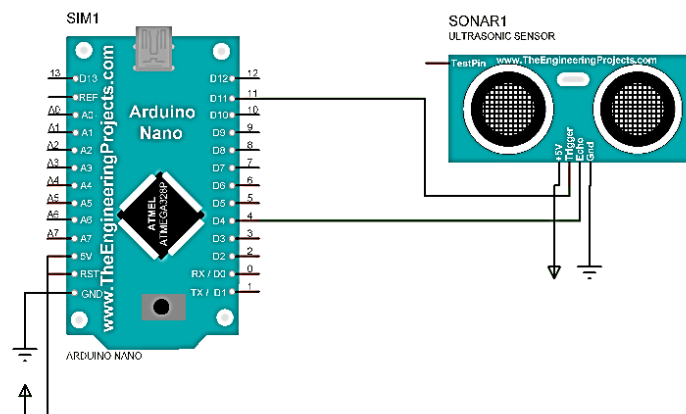 SIM1
SONAR1
ULTRASONIC SENSOR
TestPin
www.TheEngineeringProjects.com
+5V
Trigger
Echo
Gnd
www.TheEngineeringProjects.com
Arduino
Nano
ATMEL
ATMEGA328P
13 D13
REF
A0 A0
A1 A1
A2 A2
A3 A3
A4 A4
A5 A5
A6 A6
A7 A7
5V
RST
GND
D12 12
D11 11
D10 10
D9 9
D8 8
D7 7
D6 6
D5 5
D4 4
D3 3
D2 2
RX / D0 0
TX / D1 1
ARDUINO NANO